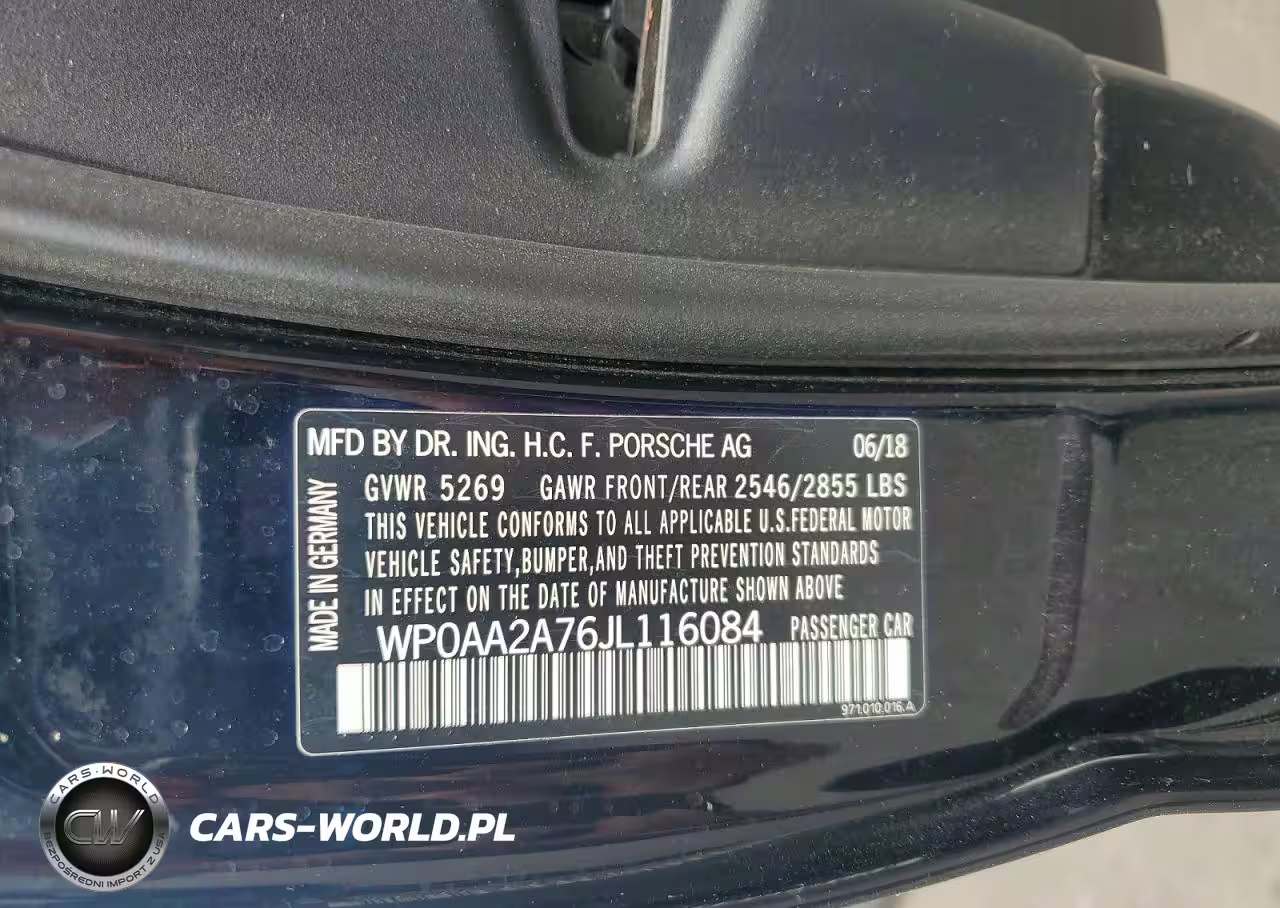 MFD BY DR. ING. H.C. F. PORSCHE AG 06/18
GVWR 5269 GAWR FRONT/REAR 2546/2855 LBS
THIS VEHICLE CONFORMS TO ALL APPLICABLE U.S.FEDERAL MOTOR
VEHICLE SAFETY,BUMPER,AND THEFT PREVENTION STANDARDS
IN EFFECT ON THE DATE OF MANUFACTURE SHOWN ABOVE
WP0AA2A76JL116084 PASSENGER CAR
971.010.016.A
MADE IN GERMANY
CARS-WORLD
CW
BEZPOŚREDNI IMPORT Z USA
CARS-WORLD.PL